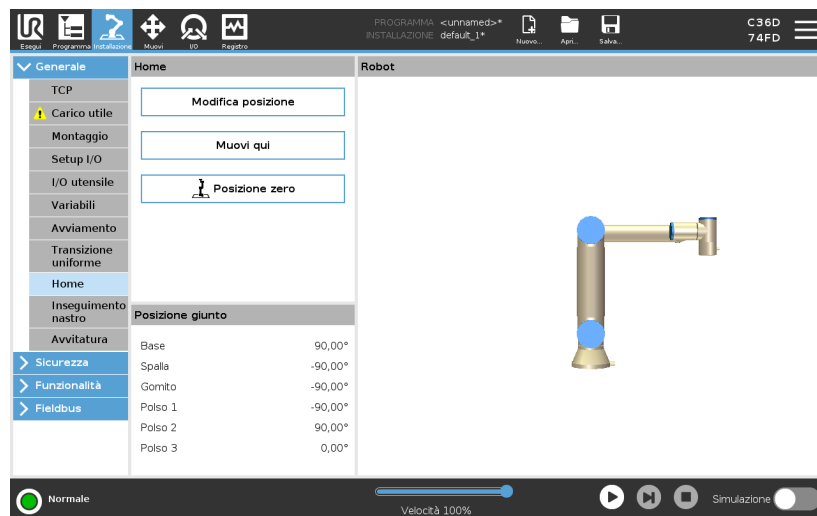 UR
Esegui
Programma
Installazione
Muovi
I/O
Registro
PROGRAMMA <unnamed>*
INSTALLAZIONE default_1*
Nuovo...
Apri...
Salva...
C36D
74FD
Generale
TCP
Carico utile
Montaggio
Setup I/O
I/O utensile
Variabili
Avviamento
Transizione
uniforme
Home
Inseguimento
nastro
Avvitatura
Sicurezza
Funzionalità
Fieldbus
Home
Modifica posizione
Muovi qui
Posizione zero
Posizione giunto
Base 90,00°
Spalla -90,00°
Gomito -90,00°
Polso 1 -90,00°
Polso 2 90,00°
Polso 3 0,00°
Robot
Normale
Velocità 100%
Simulazione